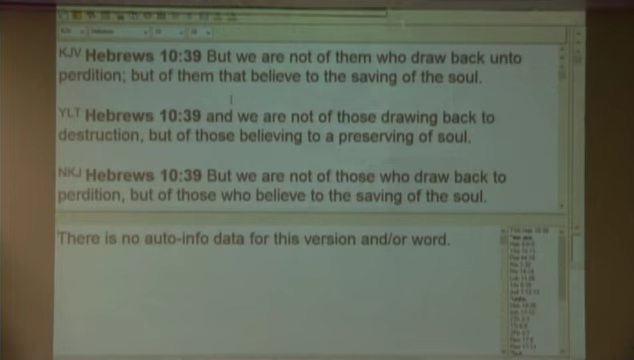 KJV Hebrews 10:39 But we are not of them who draw back unto
perdition; but of them that believe to the saving of the soul.
YLT Hebrews 10:39 and we are not of those drawing back to
destruction, but of those believing to a preserving of soul.
NKJ Hebrews 10:39 But we are not of those who draw back to
perdition, but of those who believe to the saving of the soul.
There is no auto-info data for this version and/or word.